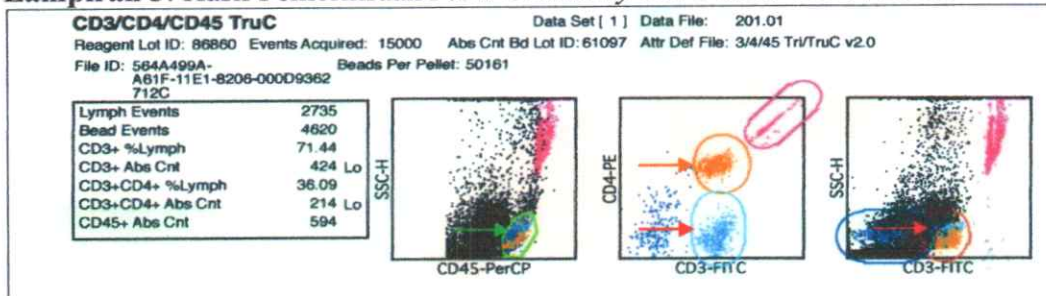 CD3/CD4/CD45 TruC Data Set [ 1 ] Data File: 201.01
Reagent Lot ID: 86860 Events Acquired: 15000 Abs Cnt Bd Lot ID: 61097 Attr Def File: 3/4/45 Tri/TruC v2.0
File ID: 564A499A- Beads Per Pellet: 50161
A61F-11E1-8206-000D9362
712C
Lymph Events 2735
Bead Events 4620
CD3+ %Lymph 71.44
CD3+ Abs Cnt 424 Lo
CD3+CD4+ %Lymph 36.09
CD3+CD4+ Abs Cnt 214 Lo
CD45+ Abs Cnt 594
SSC-H
CD45-PerCP
CD4-PE
CD3-FITC
SSC-H
CD3-FITC